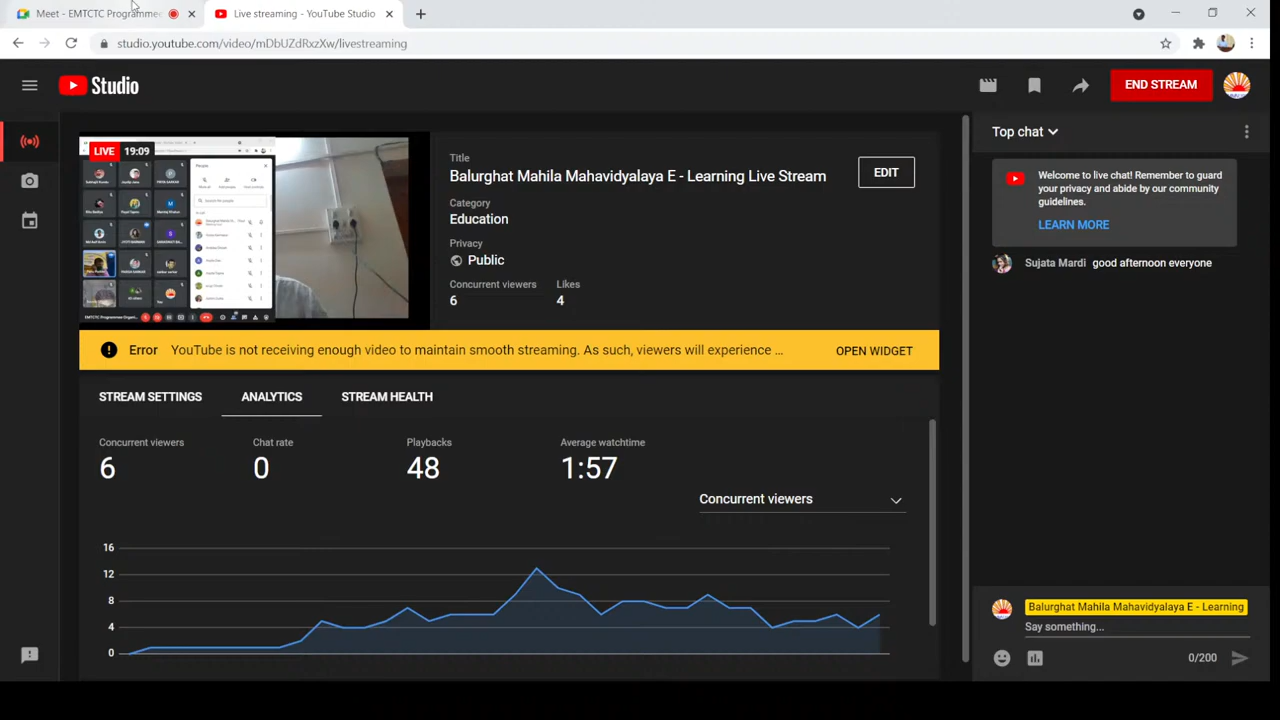 Meet - EMTCTC Programme
Live streaming - YouTube Studio
studio.youtube.com/video/mDbUZdRxzXw/livestreaming
Studio
END STREAM
LIVE 19:09
Title
Balurghat Mahila Mahavidyalaya E - Learning Live Stream
EDIT
Category
Education
Privacy
Public
Concurrent viewers Likes
6 4
Error YouTube is not receiving enough video to maintain smooth streaming. As such, viewers will experience ...
OPEN WIDGET
STREAM SETTINGS ANALYTICS STREAM HEALTH
Concurrent viewers Chat rate Playbacks Average watchtime
6 0 48 1:57
Concurrent viewers
16
12
8
4
0
Top chat
Welcome to live chat! Remember to guard
your privacy and abide by our community
guidelines.
LEARN MORE
Sujata Mardi good afternoon everyone
Balurghat Mahila Mahavidyalaya E - Learning
Say something...
0/200